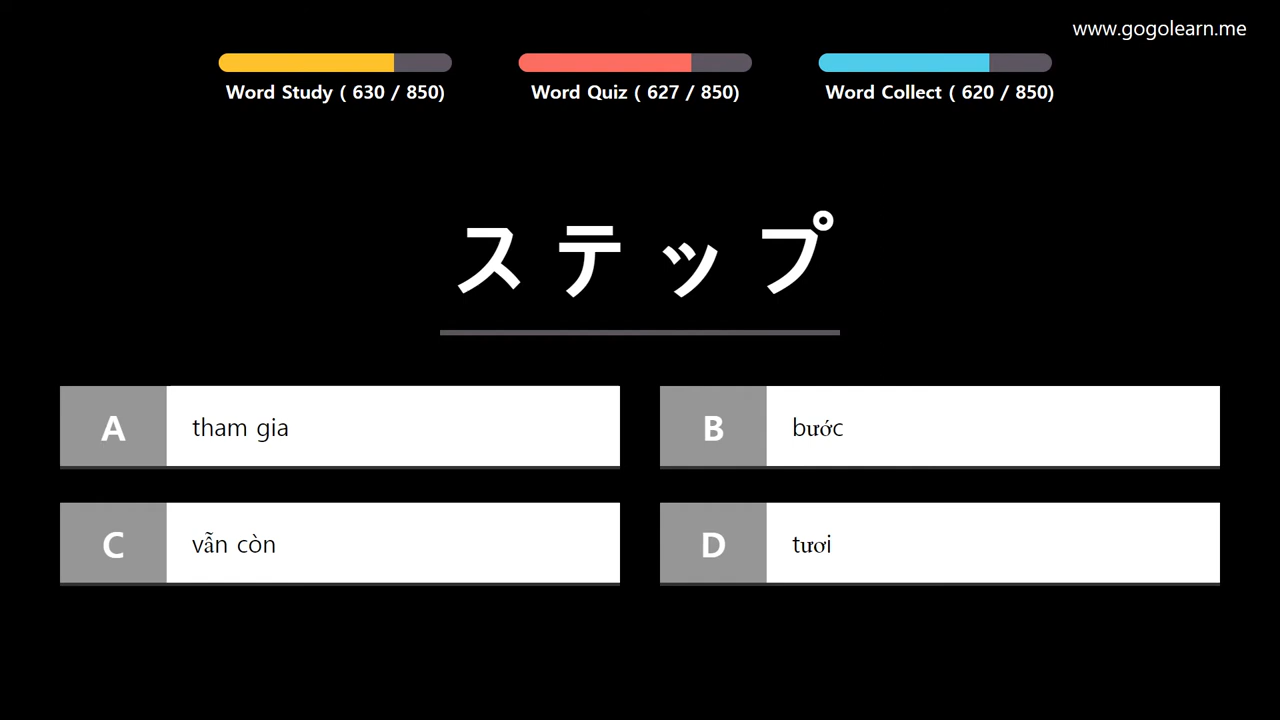 www.gogolearn.me
Word Study ( 630 / 850)
Word Quiz ( 627 / 850)
Word Collect ( 620 / 850)
ステップ
A tham gia
B bước
C vẫn còn
D tươi